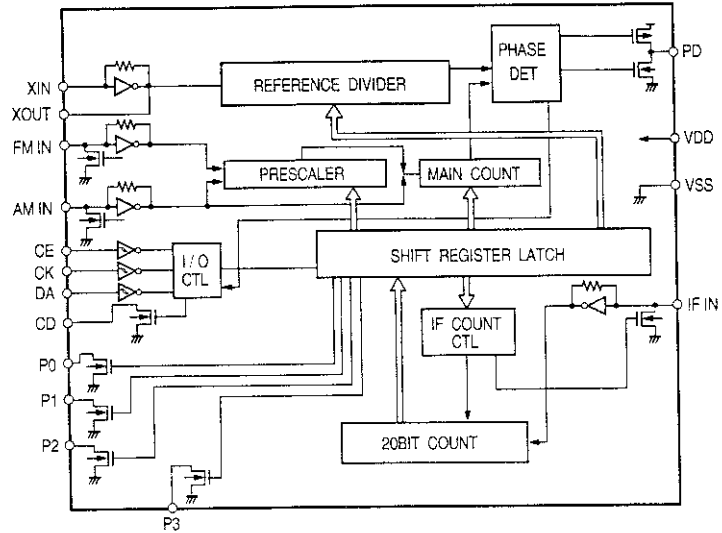 PHASE
DET
PD
XIN
REFERENCE DIVIDER
XOUT
FM IN
VDD
PRESCALER
MAIN COUNT
VSS
AM IN
CE
I/O
CTL
SHIFT REGISTER LATCH
CK
DA
IF IN
CD
IF COUNT
CTL
P0
P1
P2
20BIT COUNT
P3